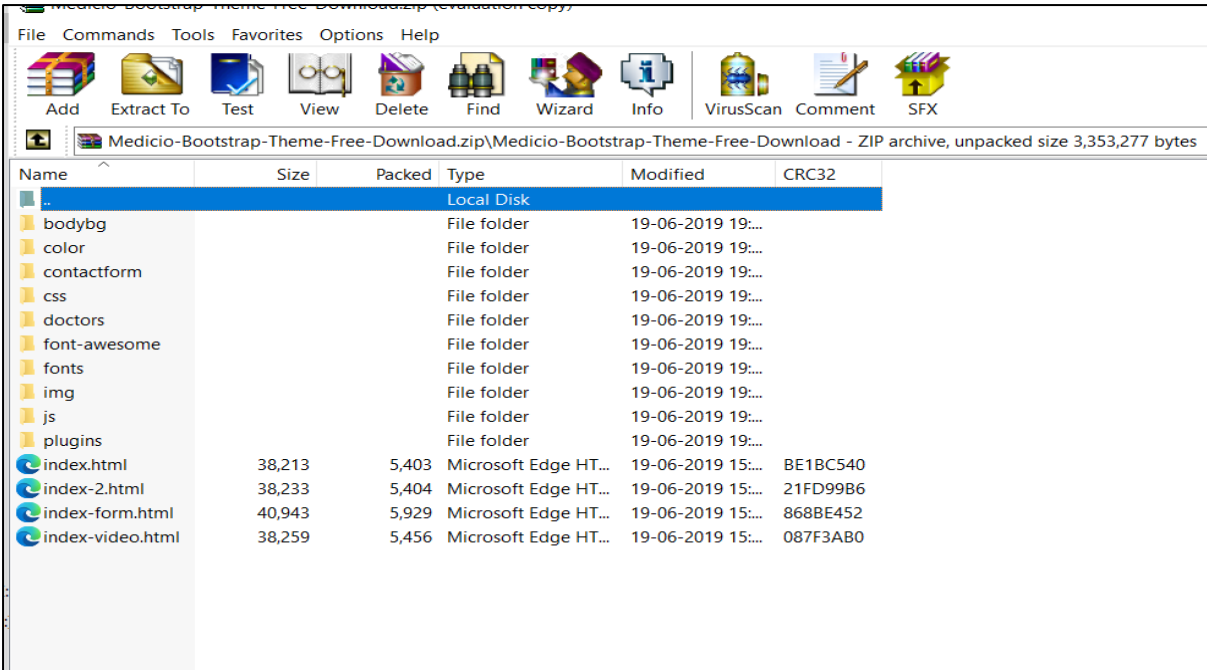 Medicio-Bootstrap-Theme-Free-Download.zip (evaluation copy)
File Commands Tools Favorites Options Help
Add Extract To Test View Delete Find Wizard Info VirusScan Comment SFX
Medicio-Bootstrap-Theme-Free-Download.zip\Medicio-Bootstrap-Theme-Free-Download - ZIP archive, unpacked size 3,353,277 bytes
Name Size Packed Type Modified CRC32
.. Local Disk
bodybg File folder 19-06-2019 19:...
color File folder 19-06-2019 19:...
contactform File folder 19-06-2019 19:...
css File folder 19-06-2019 19:...
doctors File folder 19-06-2019 19:...
font-awesome File folder 19-06-2019 19:...
fonts File folder 19-06-2019 19:...
img File folder 19-06-2019 19:...
js File folder 19-06-2019 19:...
plugins File folder 19-06-2019 19:...
index.html 38,213 5,403 Microsoft Edge HT... 19-06-2019 15:... BE1BC540
index-2.html 38,233 5,404 Microsoft Edge HT... 19-06-2019 15:... 21FD99B6
index-form.html 40,943 5,929 Microsoft Edge HT... 19-06-2019 15:... 868BE452
index-video.html 38,259 5,456 Microsoft Edge HT... 19-06-2019 15:... 087F3AB0